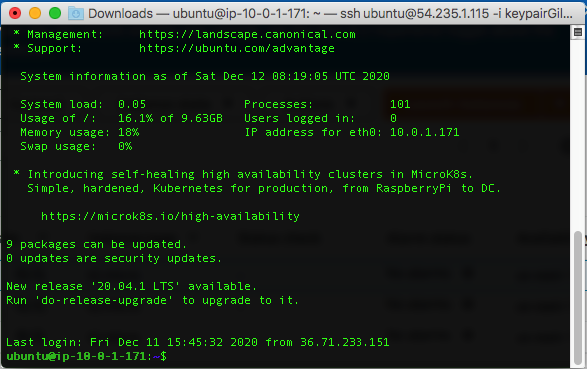 Downloads — ubuntu@ip-10-0-1-171: ~ — ssh ubuntu@54.235.1.115 -i keypairGil...
* Management: https://landscape.canonical.com
* Support: https://ubuntu.com/advantage
System information as of Sat Dec 12 08:19:05 UTC 2020
System load: 0.05 Processes: 101
Usage of /: 16.1% of 9.63GB Users logged in: 0
Memory usage: 18% IP address for eth0: 10.0.1.171
Swap usage: 0%
* Introducing self-healing high availability clusters in MicroK8s.
Simple, hardened, Kubernetes for production, from RaspberryPi to DC.
https://microk8s.io/high-availability
9 packages can be updated.
0 updates are security updates.
New release '20.04.1 LTS' available.
Run 'do-release-upgrade' to upgrade to it.
Last login: Fri Dec 11 15:45:32 2020 from 36.71.233.151
ubuntu@ip-10-0-1-171:~$